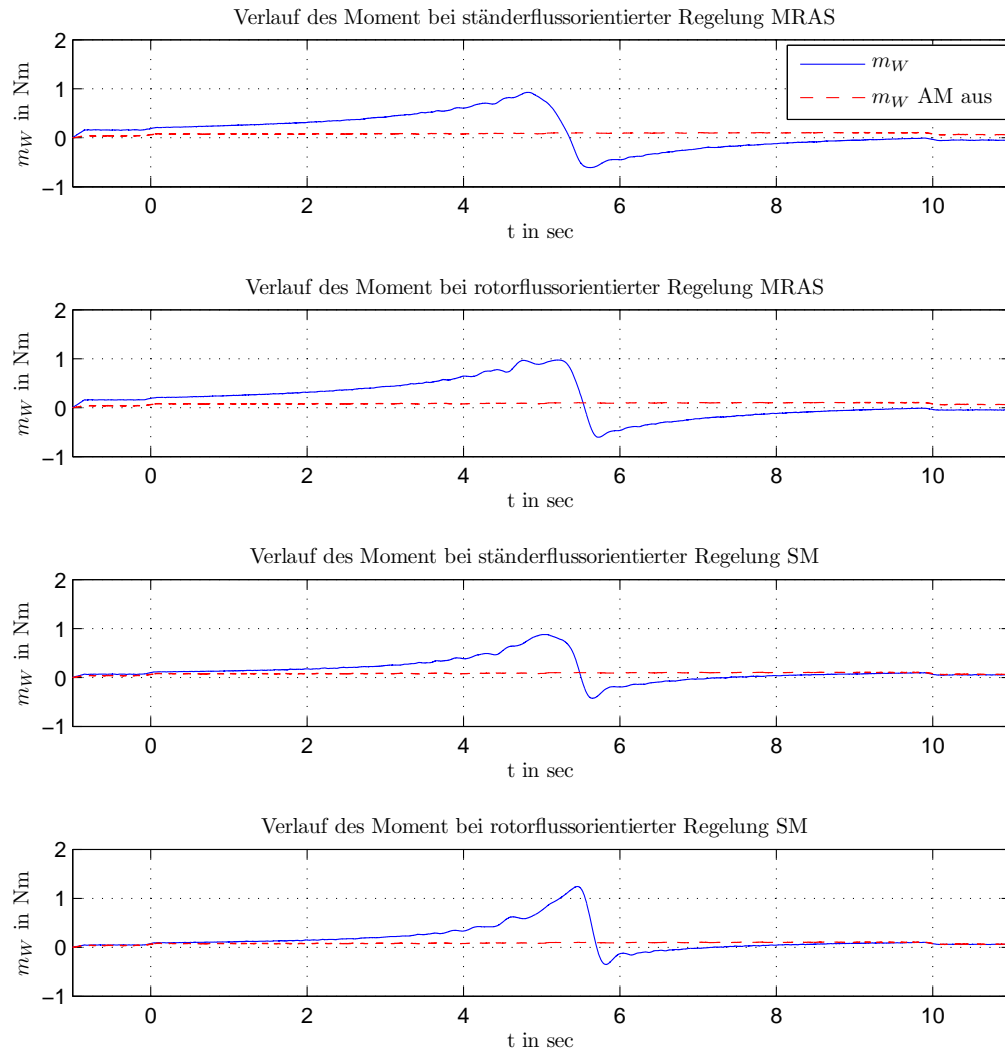 Verlauf des Moment bei ständerflussorientierter Regelung MRAS
m_W in Nm
2
1
0
−1
m_W
m_W AM aus
0 2 4 6 8 10
t in sec
Verlauf des Moment bei rotorflussorientierter Regelung MRAS
m_W in Nm
2
1
0
−1
0 2 4 6 8 10
t in sec
Verlauf des Moment bei ständerflussorientierter Regelung SM
m_W in Nm
2
1
0
−1
0 2 4 6 8 10
t in sec
Verlauf des Moment bei rotorflussorientierter Regelung SM
m_W in Nm
2
1
0
−1
0 2 4 6 8 10
t in sec